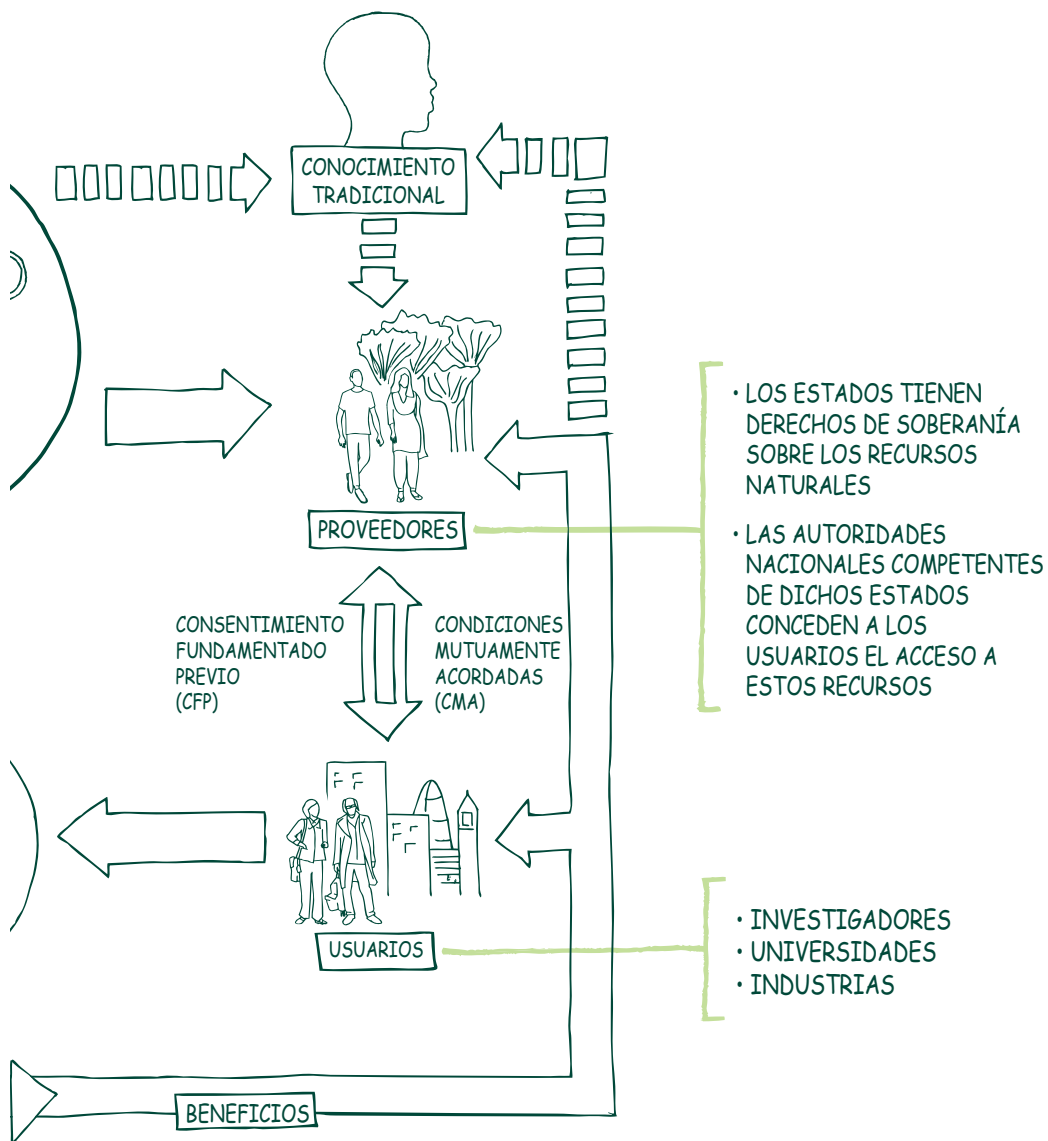 CONOCIMIENTO
TRADICIONAL
PROVEEDORES
• LOS ESTADOS TIENEN
DERECHOS DE SOBERANÍA
SOBRE LOS RECURSOS
NATURALES
• LAS AUTORIDADES
NACIONALES COMPETENTES
DE DICHOS ESTADOS
CONCEDEN A LOS
USUARIOS EL ACCESO A
ESTOS RECURSOS
CONSENTIMIENTO
FUNDAMENTADO
PREVIO
(CFP)
CONDICIONES
MUTUAMENTE
ACORDADAS
(CMA)
USUARIOS
• INVESTIGADORES
• UNIVERSIDADES
• INDUSTRIAS
BENEFICIOS